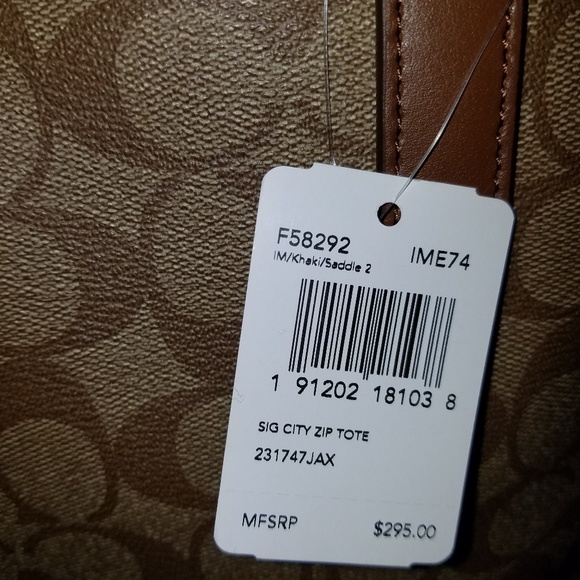 F58292 IME74
IM/Khaki/Saddle 2
1 91202 18103 8
SIG CITY ZIP TOTE
231747JAX
MFSRP $295.00